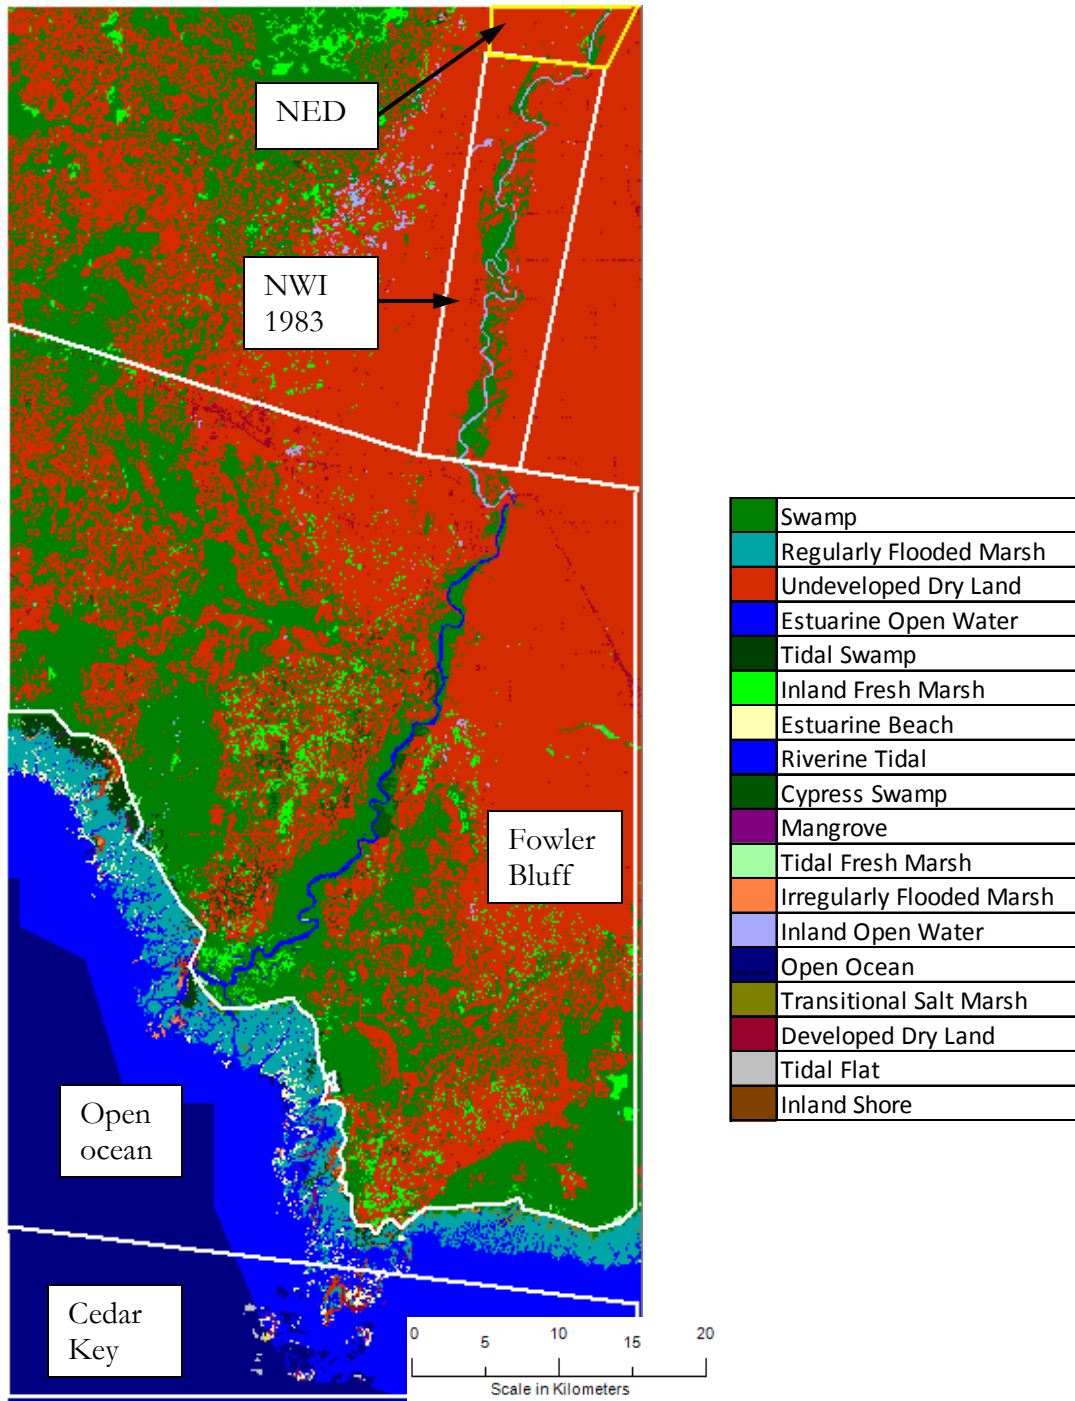 NED
NWI
1983
Fowler
Bluff
Open
ocean
Cedar
Key
Swamp
Regularly Flooded Marsh
Undeveloped Dry Land
Estuarine Open Water
Tidal Swamp
Inland Fresh Marsh
Estuarine Beach
Riverine Tidal
Cypress Swamp
Mangrove
Tidal Fresh Marsh
Irregularly Flooded Marsh
Inland Open Water
Open Ocean
Transitional Salt Marsh
Developed Dry Land
Tidal Flat
Inland Shore
0 5 10 15 20
Scale in Kilometers